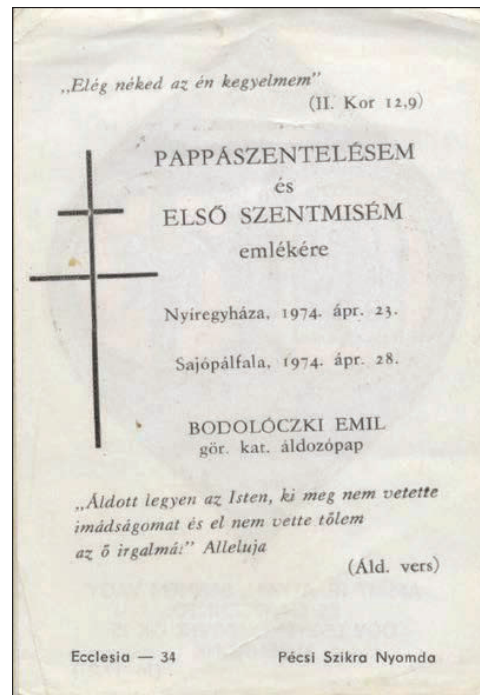 „Elég néked az én kegyelmem”
(II. Kor 12,9)
PAPPÁSZENTELÉSEM
és
ELSŐ SZENTMISÉM
emlékére
Nyíregyháza, 1974. ápr. 23.
Sajópálfala, 1974. ápr. 28.
BODOLÓCZKI EMIL
gör. kat. áldozópap
„Áldott legyen az Isten, ki meg nem vetette
imádságomat és el nem vette tőlem
az ő irgalmá:” Alleluja
(Áld. vers)
Ecclesia — 34 Pécsi Szikra Nyomda